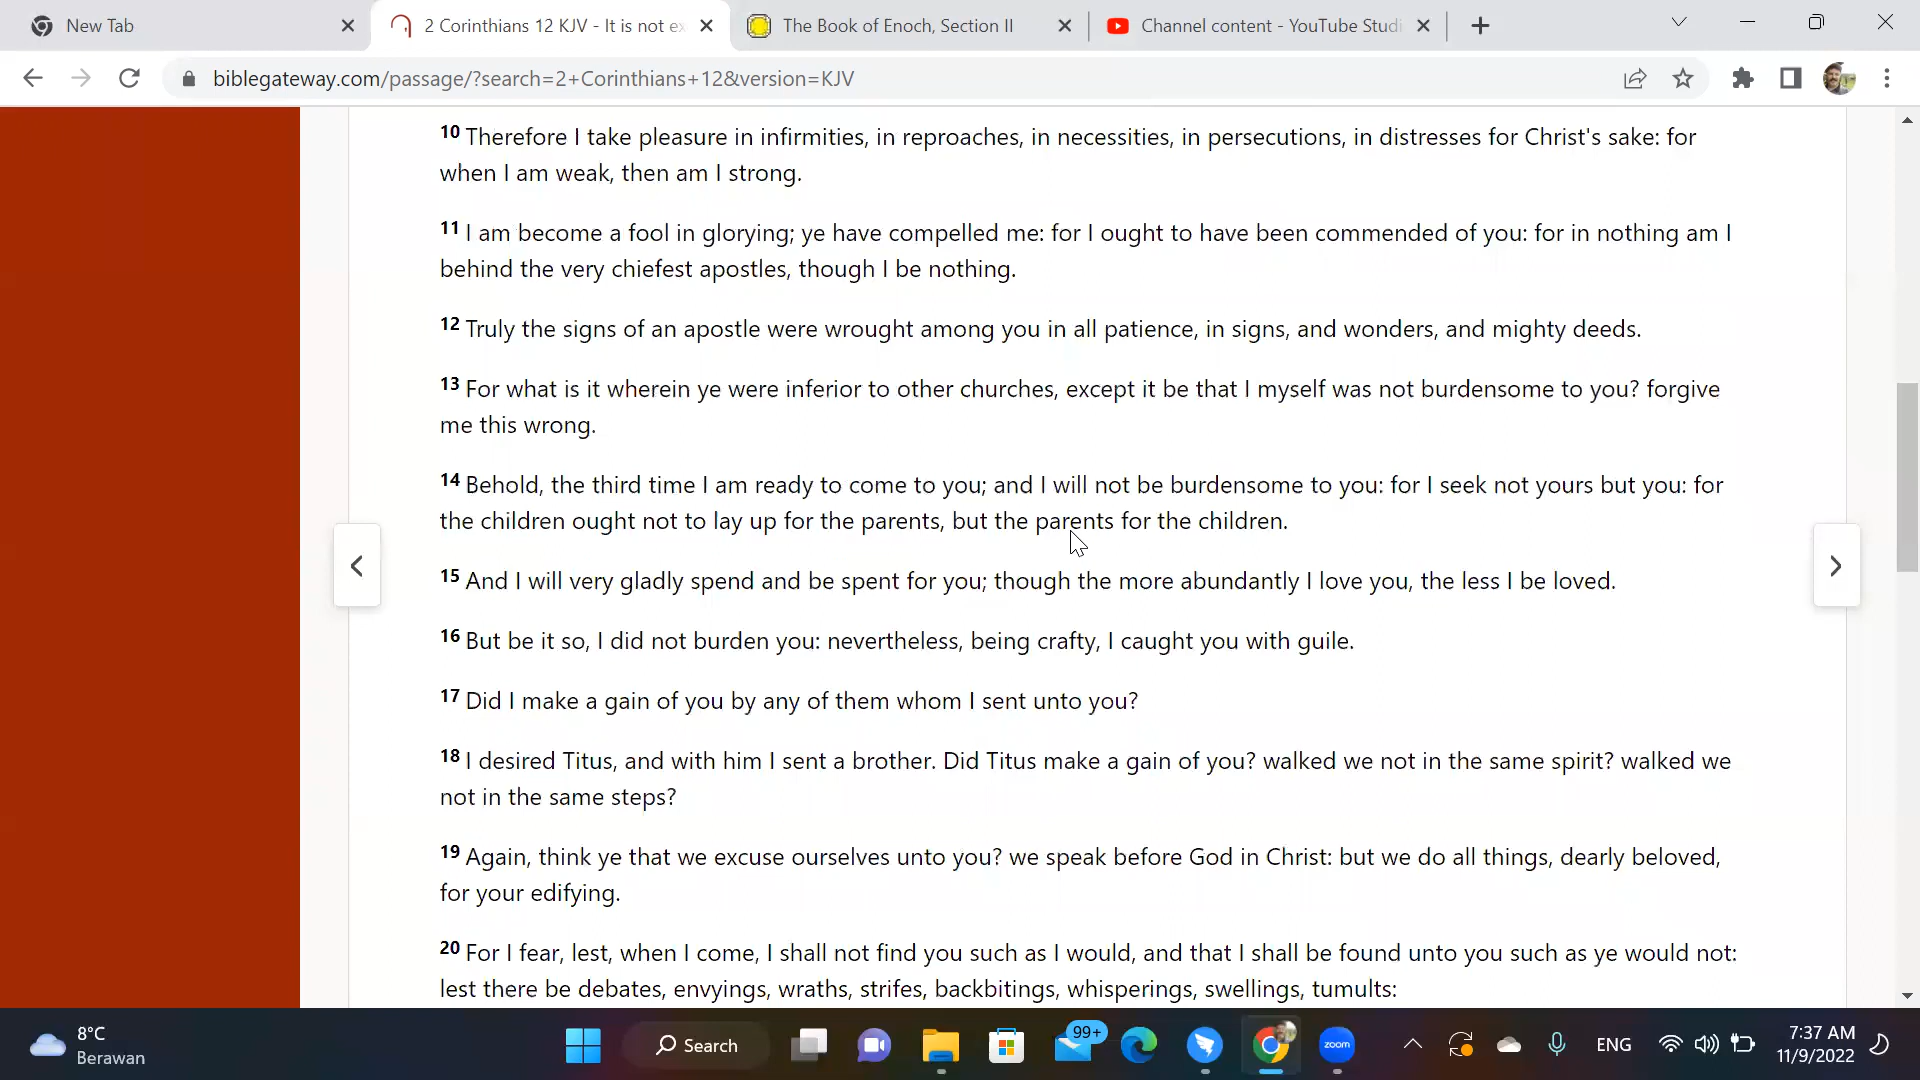 New Tab
2 Corinthians 12 KJV - It is not ex
The Book of Enoch, Section II
Channel content - YouTube Studi
biblegateway.com/passage/?search=2+Corinthians+12&version=KJV
10 Therefore I take pleasure in infirmities, in reproaches, in necessities, in persecutions, in distresses for Christ's sake: for
when I am weak, then am I strong.
11 I am become a fool in glorying; ye have compelled me: for I ought to have been commended of you: for in nothing am I
behind the very chiefest apostles, though I be nothing.
12 Truly the signs of an apostle were wrought among you in all patience, in signs, and wonders, and mighty deeds.
13 For what is it wherein ye were inferior to other churches, except it be that I myself was not burdensome to you? forgive
me this wrong.
14 Behold, the third time I am ready to come to you; and I will not be burdensome to you: for I seek not yours but you: for
the children ought not to lay up for the parents, but the parents for the children.
15 And I will very gladly spend and be spent for you; though the more abundantly I love you, the less I be loved.
16 But be it so, I did not burden you: nevertheless, being crafty, I caught you with guile.
17 Did I make a gain of you by any of them whom I sent unto you?
18 I desired Titus, and with him I sent a brother. Did Titus make a gain of you? walked we not in the same spirit? walked we
not in the same steps?
19 Again, think ye that we excuse ourselves unto you? we speak before God in Christ: but we do all things, dearly beloved,
for your edifying.
20 For I fear, lest, when I come, I shall not find you such as I would, and that I shall be found unto you such as ye would not:
lest there be debates, envyings, wraths, strifes, backbitings, whisperings, swellings, tumults:
8°C
Berawan
Search
99+
zoom
ENG
7:37 AM
11/9/2022